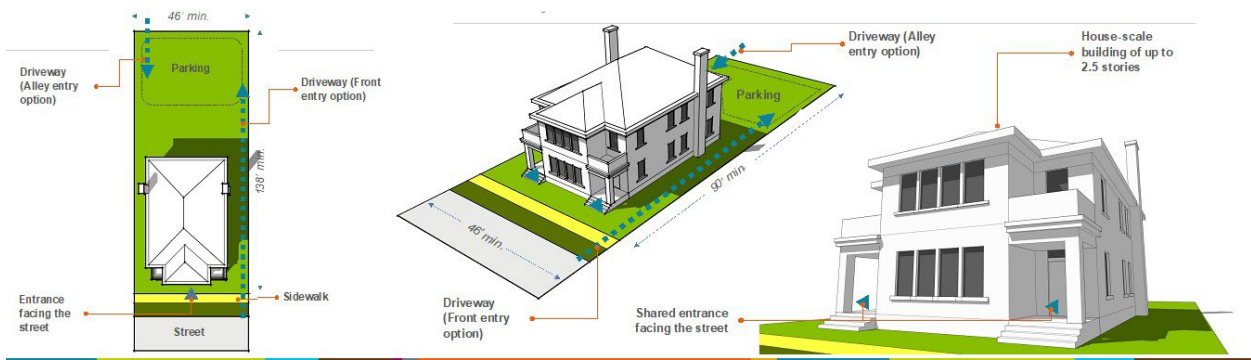 46' min.
Parking
Driveway
(Alley entry
option)
Driveway (Front
entry option)
138' min.
Entrance
facing the
street
Sidewalk
Street
Driveway (Alley
entry option)
Parking
90' min.
46' min.
Driveway
(Front entry
option)
House-scale
building of up to
2.5 stories
Shared entrance
facing the street